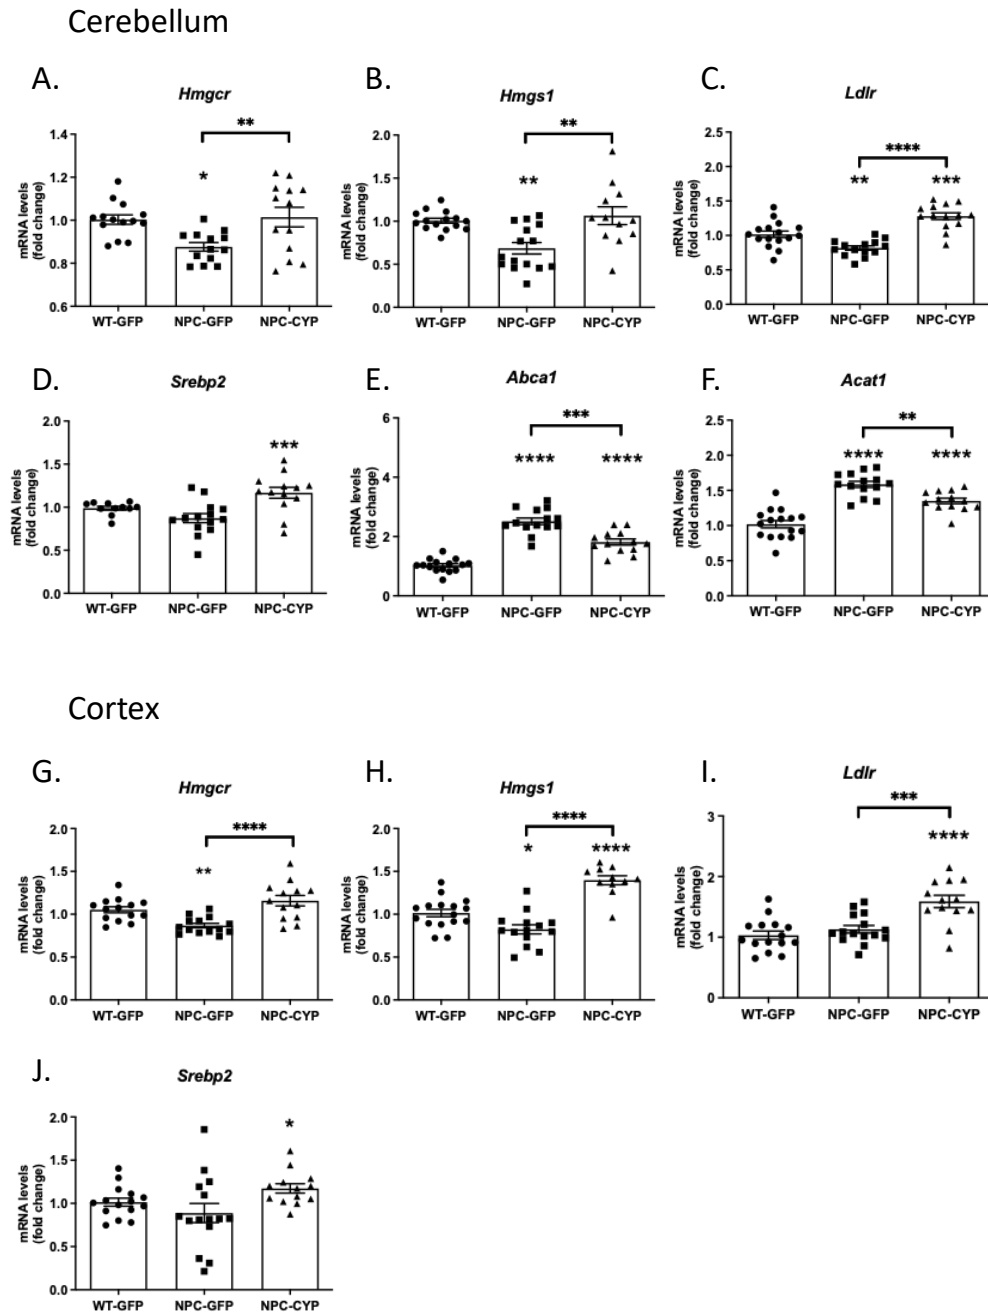 Cerebellum
A. B. C.
Hmgcr Hmgs1 Ldlr
** ** ****
* ** ** ***
mRNA levels (fold change) mRNA levels (fold change) mRNA levels (fold change)
1.4 2.0 2.5
1.2 1.5 2.0
1.0 1.0 1.5
0.8 0.5 1.0
0.6 0.0 0.5
0.0
WT-GFP NPC-GFP NPC-CYP WT-GFP NPC-GFP NPC-CYP WT-GFP NPC-GFP NPC-CYP
D. E. F.
Srebp2 Abca1 Acat1
*** **
*** **** **** **** ****
mRNA levels (fold change) mRNA levels (fold change) mRNA levels (fold change)
2.0 6 2.5
1.5 4 2.0
1.0 2 1.5
0.5 0 1.0
0.0 0.5
0.0
WT-GFP NPC-GFP NPC-CYP WT-GFP NPC-GFP NPC-CYP WT-GFP NPC-GFP NPC-CYP
Cortex
G. H. I.
Hmgcr Hmgs1 Ldlr
**** **** ***
** * **** ****
mRNA levels (fold change) mRNA levels (fold change) mRNA levels (fold change)
2.0 2.0 3
1.5 1.5 2
1.0 1.0 1
0.5 0.5 0
0.0 0.0
WT-GFP NPC-GFP NPC-CYP WT-GFP NPC-GFP NPC-CYP WT-GFP NPC-GFP NPC-CYP
J.
Srebp2
*
mRNA levels (fold change)
2.0
1.5
1.0
0.5
0.0
WT-GFP NPC-GFP NPC-CYP